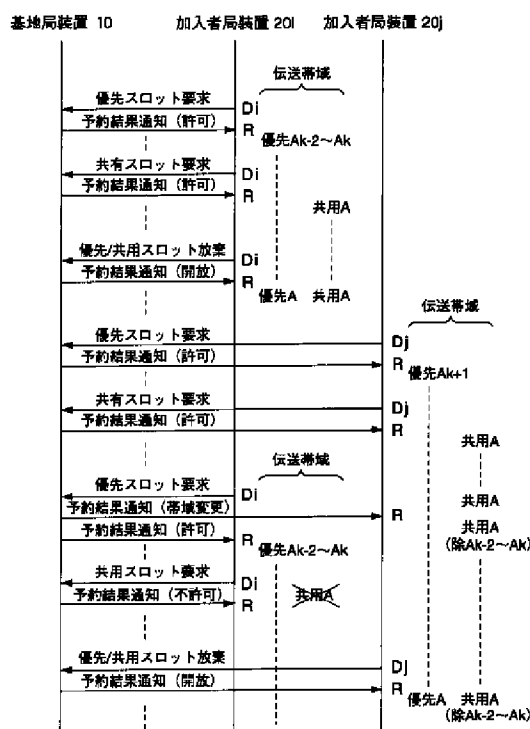 基地局装置 10 加入者局装置 20i 加入者局装置 20j
伝送帯域
優先スロット要求 Di
予約結果通知（許可） R
優先Ak-2〜Ak
共有スロット要求 Di
予約結果通知（許可） R
共用A
優先/共用スロット放棄 Di
予約結果通知（開放） R
優先A 共用A
伝送帯域
優先スロット要求 Dj
予約結果通知（許可） R
優先Ak+1
共有スロット要求 Dj
予約結果通知（許可） R
共用A
伝送帯域
優先スロット要求 Di
共用A
予約結果通知（帯域変更） R
共用A
予約結果通知（許可） R
(除Ak-2〜Ak)
優先Ak-2〜Ak
共用スロット要求 Di
予約結果通知（不許可） R
共用A
優先/共用スロット放棄 Dj
予約結果通知（開放） R
優先A 共用A
(除Ak-2〜Ak)